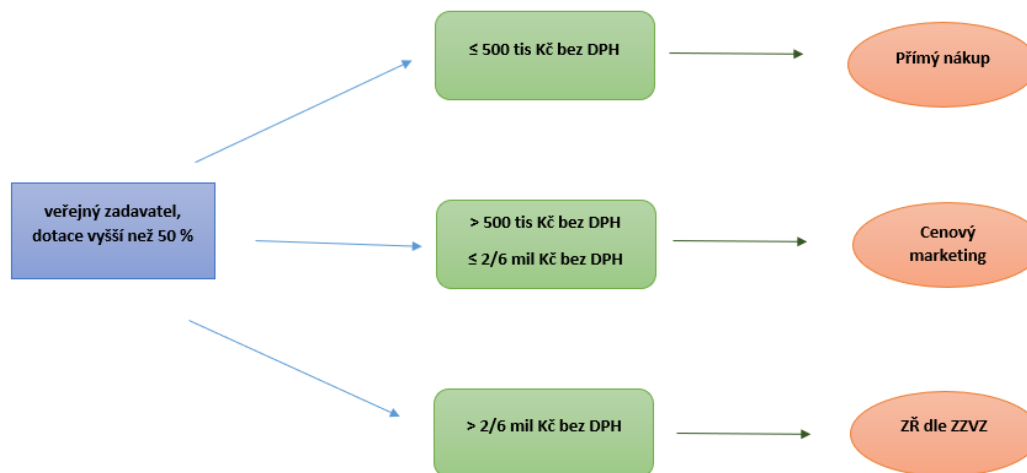 ≤ 500 tis Kč bez DPH
Přímý nákup
veřejný zadavatel,
dotace vyšší než 50 %
> 500 tis Kč bez DPH
≤ 2/6 mil Kč bez DPH
Cenový
marketing
> 2/6 mil Kč bez DPH
ZŘ dle ZZVZ